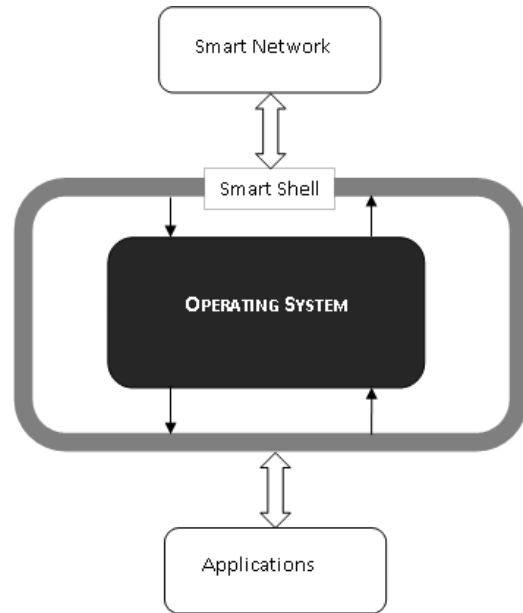 Smart Network
Smart Shell
OPERATING SYSTEM
Applications